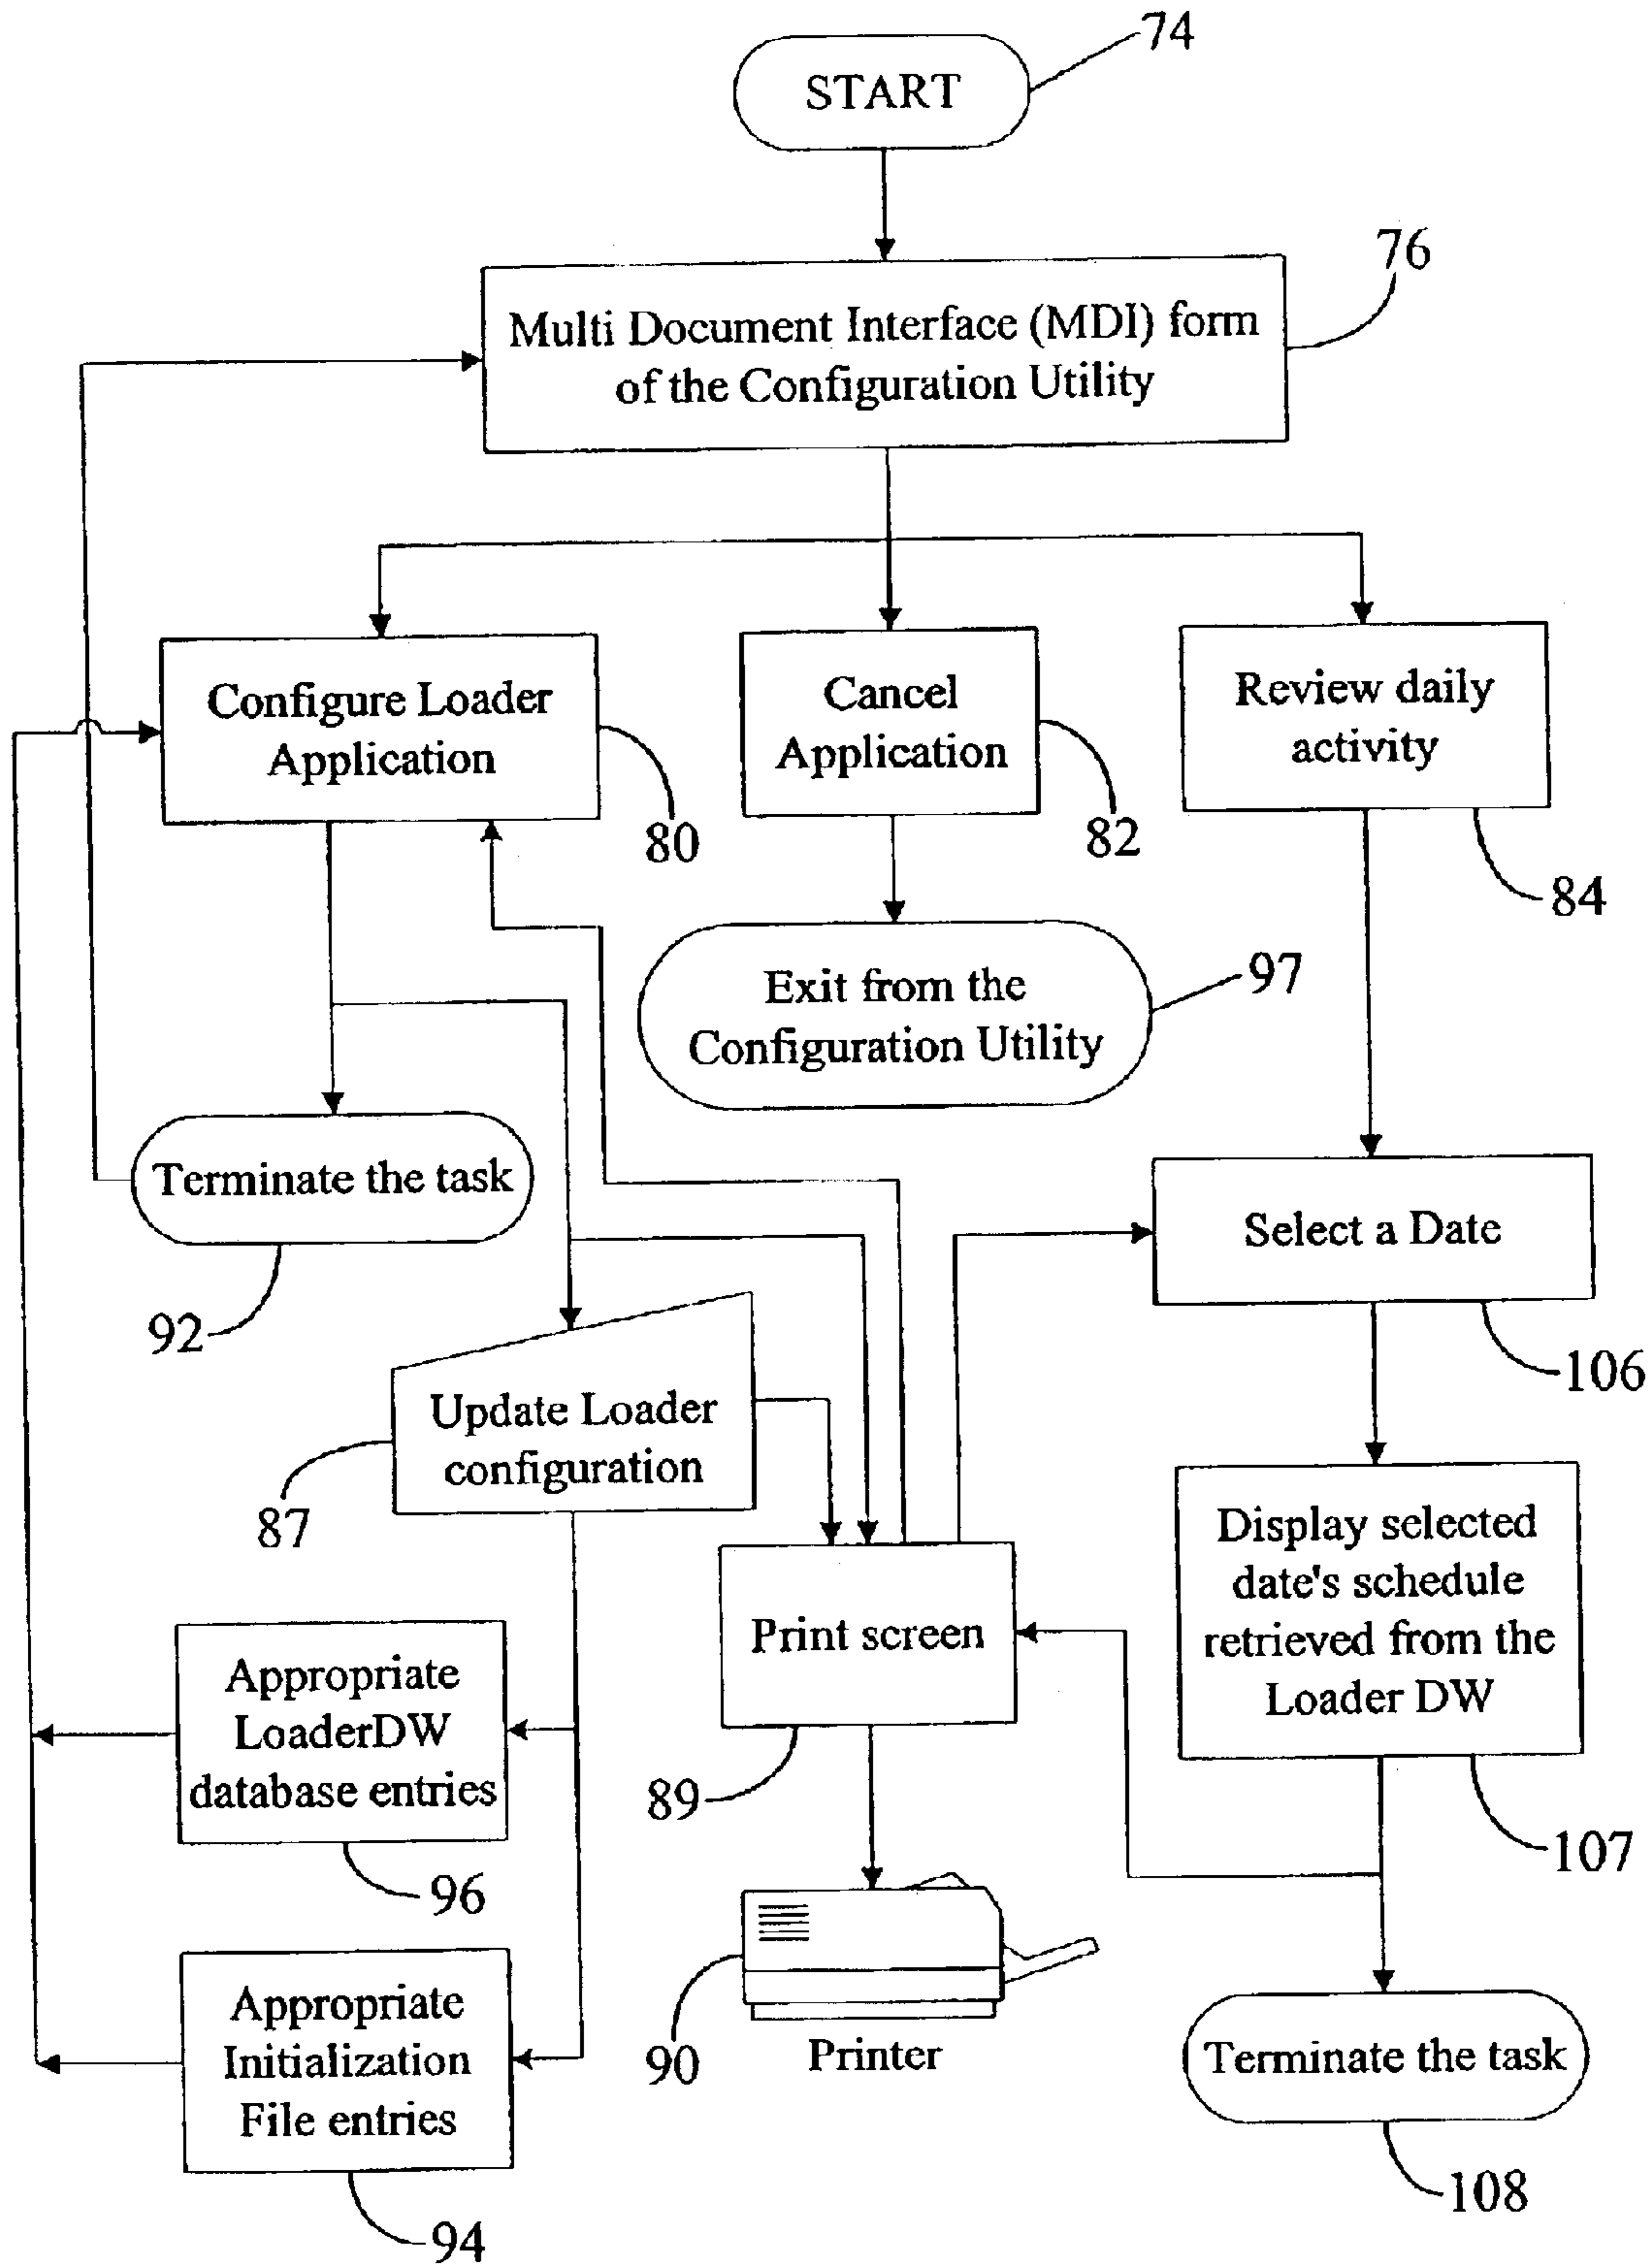 74
START
76
Multi Document Interface (MDI) form
of the Configuration Utility
Configure Loader
Application
80
Cancel
Application
82
Review daily
activity
84
Exit from the
Configuration Utility
97
Terminate the task
92
Select a Date
106
Update Loader
configuration
87
Display selected
date's schedule
retrieved from the
Loader DW
107
Print screen
89
Appropriate
LoaderDW
database entries
96
Appropriate
Initialization
File entries
94
90
Printer
Terminate the task
108